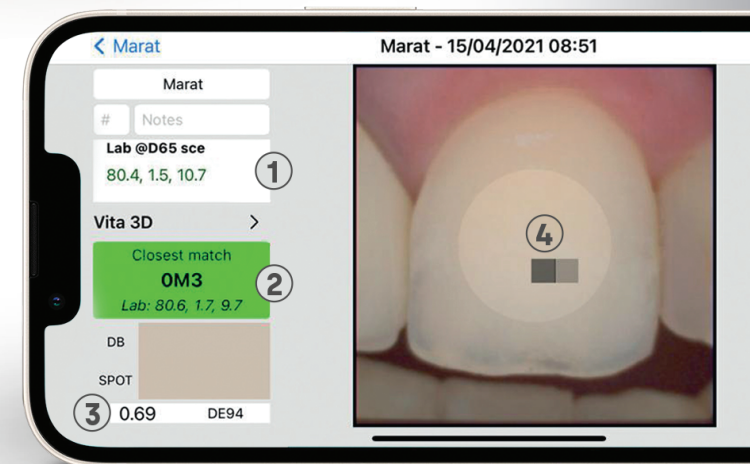 Marat
Marat - 15/04/2021 08:51
Marat
# Notes
Lab @D65 sce
80.4, 1.5, 10.7
1
Vita 3D
Closest match
0M3
Lab: 80.6, 1.7, 9.7
2
DB
SPOT
3
0.69 DE94
4